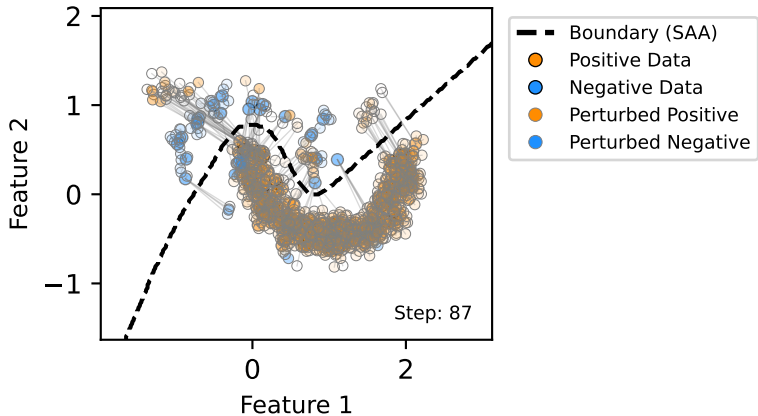 2
1
0
−1
Feature 2
0
2
Feature 1
Step: 87
Boundary (SAA)
Positive Data
Negative Data
Perturbed Positive
Perturbed Negative